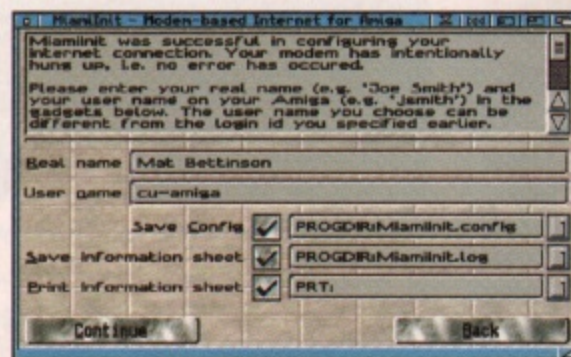 MiamiInit - Modem-based Internet for Amiga
MiamiInit was successful in configuring your
Internet connection. Your modem has intentionally
hung up, i.e. no error has occured.
Please enter your real name (e.g. 'Joe Smith') and
your user name on your Amiga (e.g. 'jsmith') in the
gadgets below. The user name you choose can be
different from the login id you specified earlier.
Real name Mat Bettinson
User name cu-amiga
Save Config PROGDIR:MiamiInit.config
Save information sheet PROGDIR:MiamiInit.log
Print information sheet PRT:
Continue Back